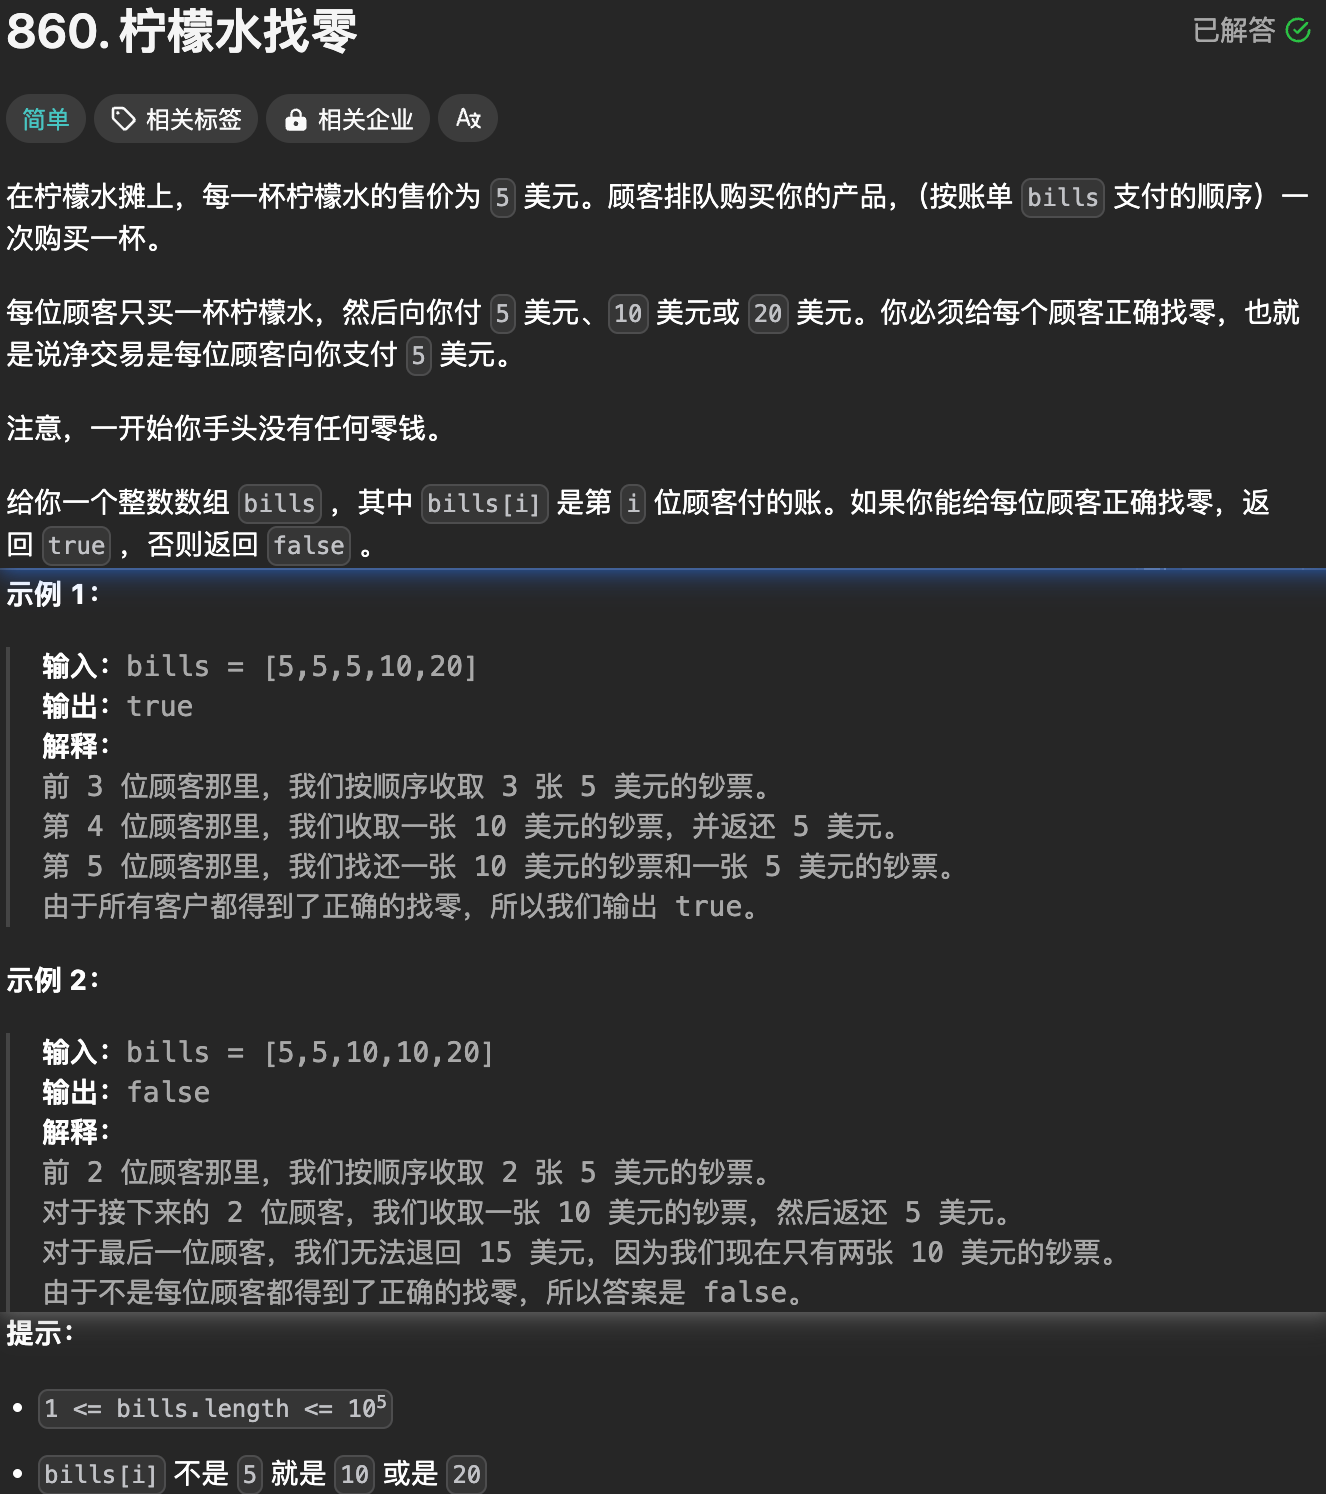 860. 柠檬水找零
已解答
简单
相关标签
相关企业
在柠檬水摊上，每一杯柠檬水的售价为 5 美元。顾客排队购买你的产品，（按账单 bills 支付的顺序）一
次购买一杯。
每位顾客只买一杯柠檬水，然后向你付 5 美元、10 美元或 20 美元。你必须给每个顾客正确找零，也就
是说净交易是每位顾客向你支付 5 美元。
注意，一开始你手头没有任何零钱。
给你一个整数数组 bills ，其中 bills[i] 是第 i 位顾客付的账。如果你能给每位顾客正确找零，返
回 true ，否则返回 false 。
示例 1：
输入：bills = [5,5,5,10,20]
输出：true
解释：
前 3 位顾客那里，我们按顺序收取 3 张 5 美元的钞票。
第 4 位顾客那里，我们收取一张 10 美元的钞票，并返还 5 美元。
第 5 位顾客那里，我们找还一张 10 美元的钞票和一张 5 美元的钞票。
由于所有客户都得到了正确的找零，所以我们输出 true。
示例 2：
输入：bills = [5,5,10,10,20]
输出：false
解释：
前 2 位顾客那里，我们按顺序收取 2 张 5 美元的钞票。
对于接下来的 2 位顾客，我们收取一张 10 美元的钞票，然后返还 5 美元。
对于最后一位顾客，我们无法退回 15 美元，因为我们现在只有两张 10 美元的钞票。
由于不是每位顾客都得到了正确的找零，所以答案是 false。
提示：
• 1 <= bills.length <= 10⁵
• bills[i] 不是 5 就是 10 或是 20